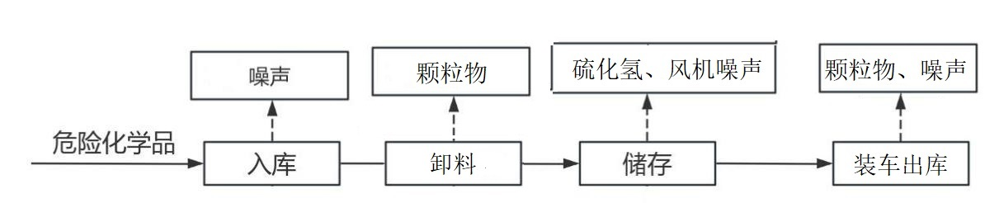 噪声
颗粒物
硫化氢、风机噪声
颗粒物、噪声
危险化学品
入库
卸料
储存
装车出库